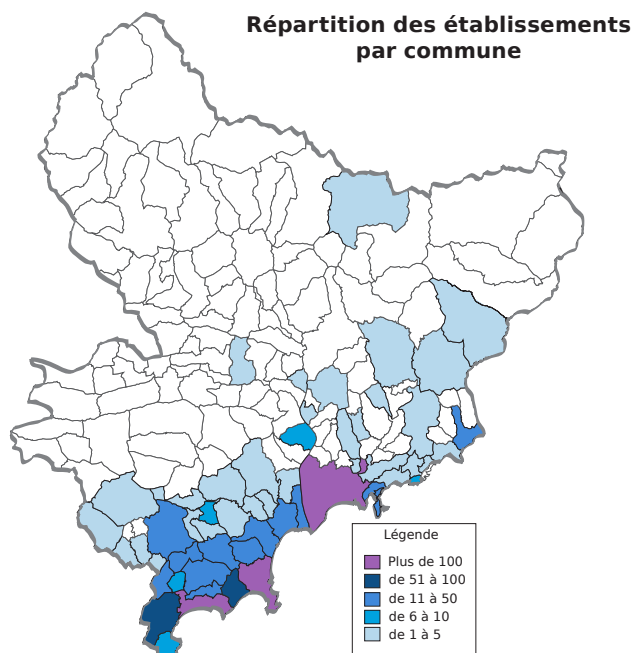 Répartition des établissements
par commune
Légende
Plus de 100
de 51 à 100
de 11 à 50
de 6 à 10
de 1 à 5